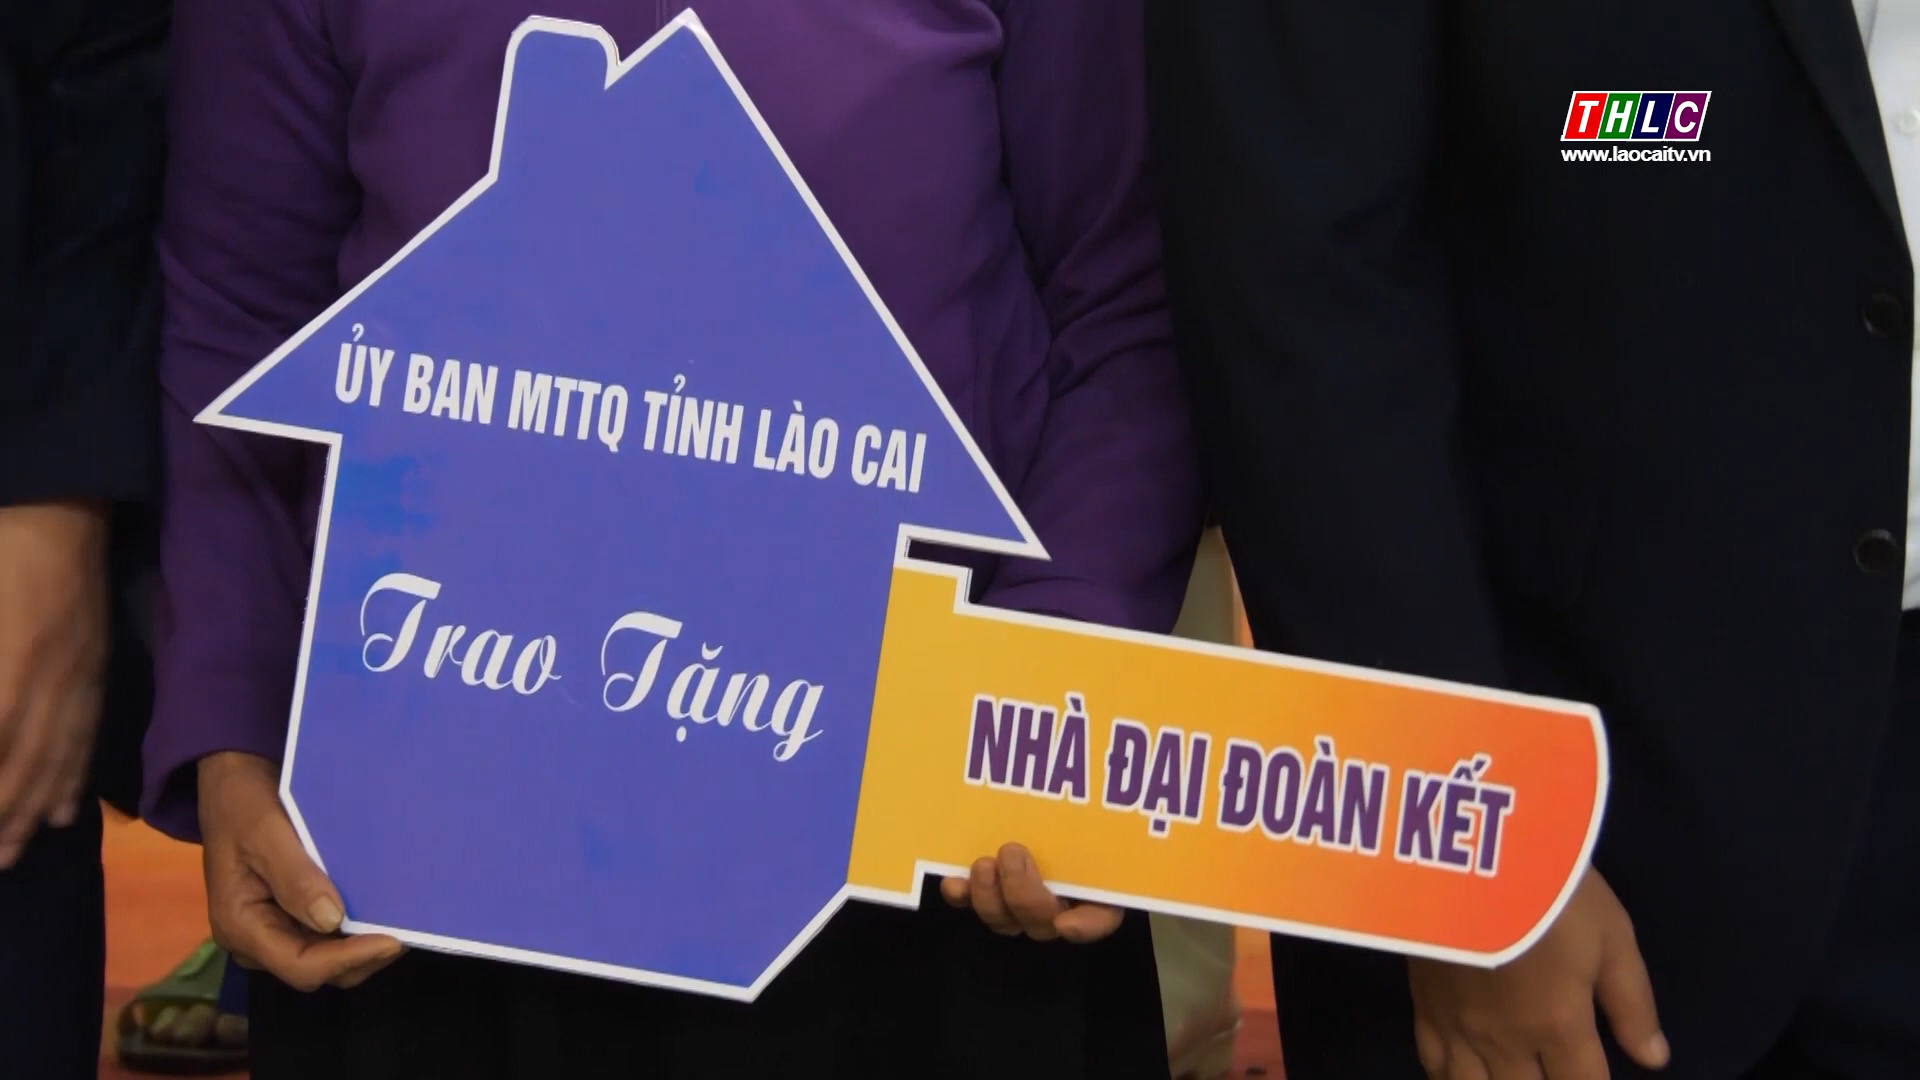 THLC
www.laocaitv.vn
ỦY BAN MTTQ TỈNH LÀO CAI
Trao Tặng
NHÀ ĐẠI ĐOÀN KẾT